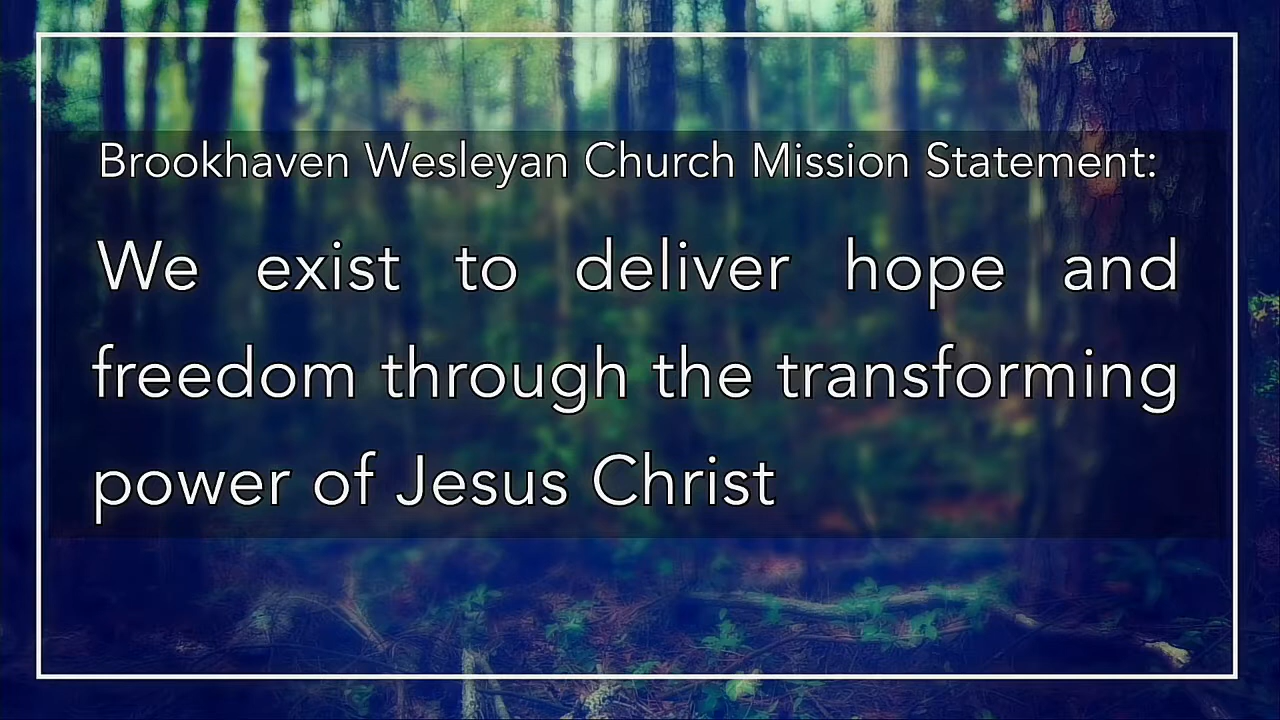 Brookhaven Wesleyan Church Mission Statement:
We exist to deliver hope and
freedom through the transforming
power of Jesus Christ